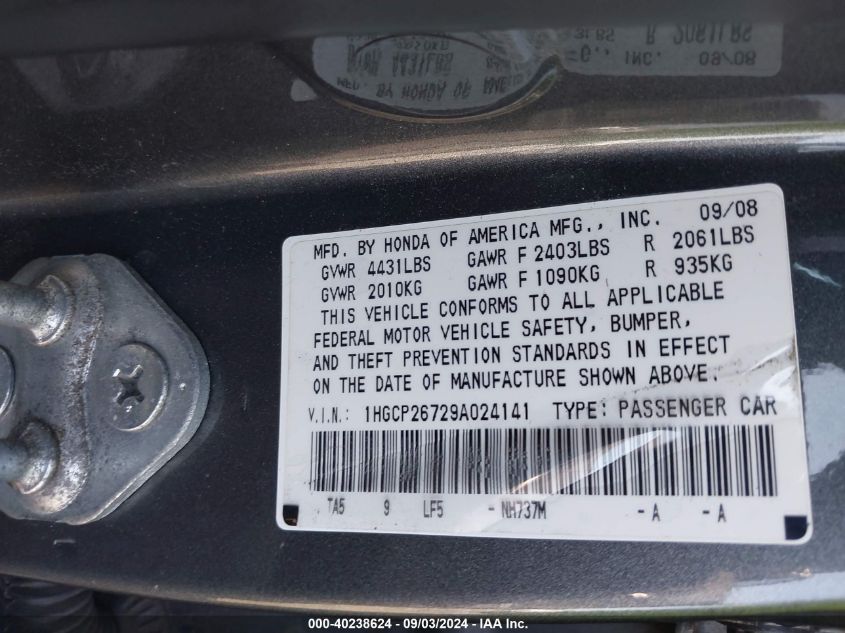 MFD. BY HONDA OF AMERICA MFG., INC. 09/08
GVWR 4431LBS GAWR F 2403LBS R 2061LBS
GVWR 2010KG GAWR F 1090KG R 935KG
THIS VEHICLE CONFORMS TO ALL APPLICABLE
FEDERAL MOTOR VEHICLE SAFETY, BUMPER,
AND THEFT PREVENTION STANDARDS IN EFFECT
ON THE DATE OF MANUFACTURE SHOWN ABOVE.
V.I.N.: 1HGCP26729A024141 TYPE: PASSENGER CAR
TA5 9 LF5 - NH737M - A - A
000-40238624 - 09/03/2024 - IAA Inc.